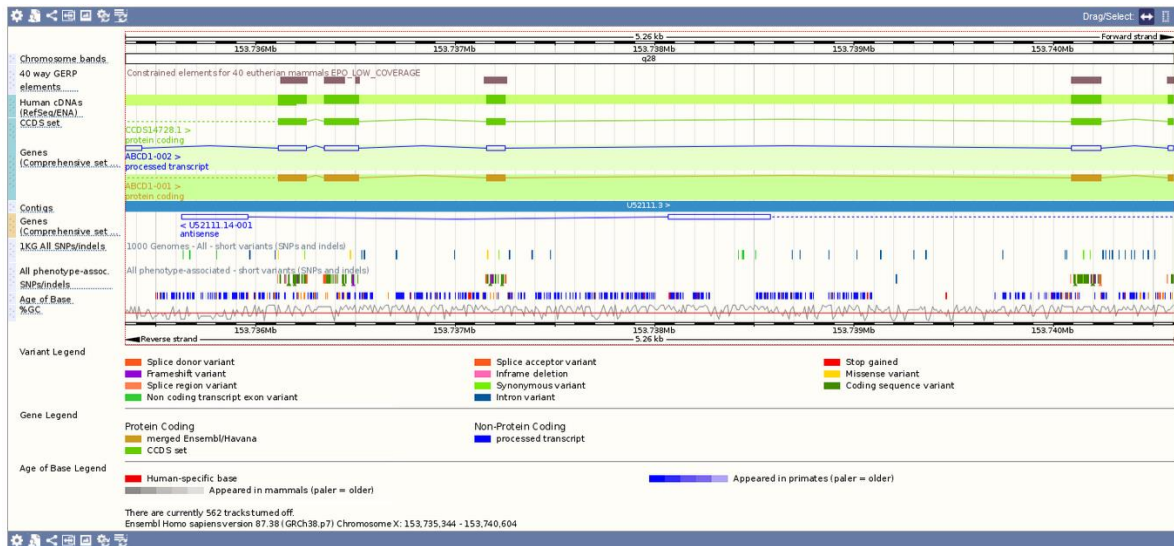 Drag/Select:
5.26 kb
Forward strand
153.736Mb 153.737Mb 153.738Mb 153.739Mb 153.740Mb
Chromosome bands
q28
40 way GERP elements
Constrained elements for 40 eutherian mammals EPO_LOW_COVERAGE
Human cDNAs (RefSeq/ENA)
CCDS set
CCDS14728.1 >
protein coding
Genes (Comprehensive set ...
ABCD1-002 >
processed transcript
ABCD1-001 >
protein coding
Contigs
U52111.3 >
Genes (Comprehensive set ...
< U52111.14-001
antisense
1KG All SNPs/indels
1000 Genomes - All - short variants (SNPs and indels)
All phenotype-assoc. SNPs/indels
All phenotype-associated - short variants (SNPs and indels)
Age of Base
%GC
153.736Mb 153.737Mb 153.738Mb 153.739Mb 153.740Mb
Reverse strand
5.26 kb
Variant Legend
Splice donor variant
Splice acceptor variant
Stop gained
Frameshift variant
Inframe deletion
Missense variant
Splice region variant
Synonymous variant
Coding sequence variant
Non coding transcript exon variant
Intron variant
Gene Legend
Protein Coding
Non-Protein Coding
merged Ensembl/Havana
processed transcript
CCDS set
Age of Base Legend
Human-specific base
Appeared in primates (paler = older)
Appeared in mammals (paler = older)
There are currently 562 tracks turned off.
Ensembl Homo sapiens version 87.38 (GRCh38.p7) Chromosome X: 153,735,344 - 153,740,604